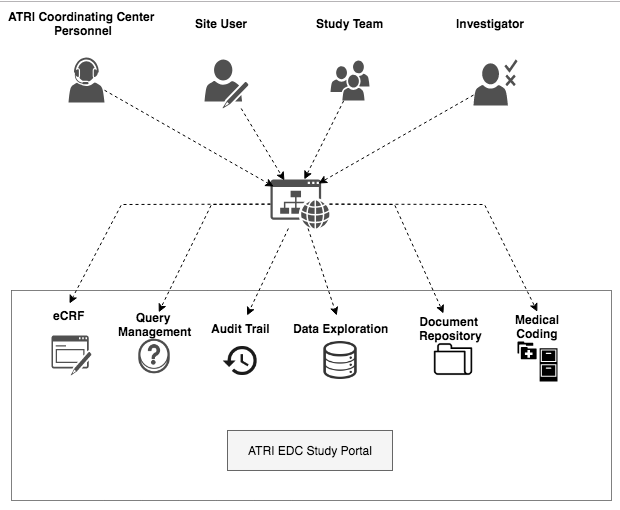 ATRI Coordinating Center
Personnel
Site User
Study Team
Investigator
eCRF
Query
Management
Audit Trail
Data Exploration
Document
Repository
Medical
Coding
?
ATRI EDC Study Portal